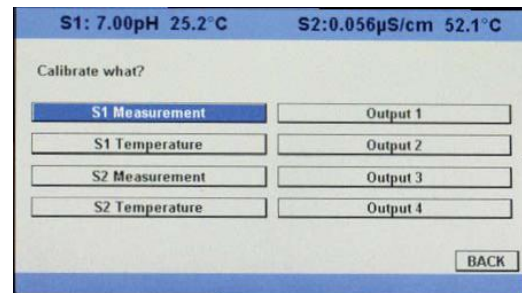 S1: 7.00pH 25.2°C S2:0.056µS/cm 52.1°C
Calibrate what?
S1 Measurement Output 1
S1 Temperature Output 2
S2 Measurement Output 3
S2 Temperature Output 4
BACK